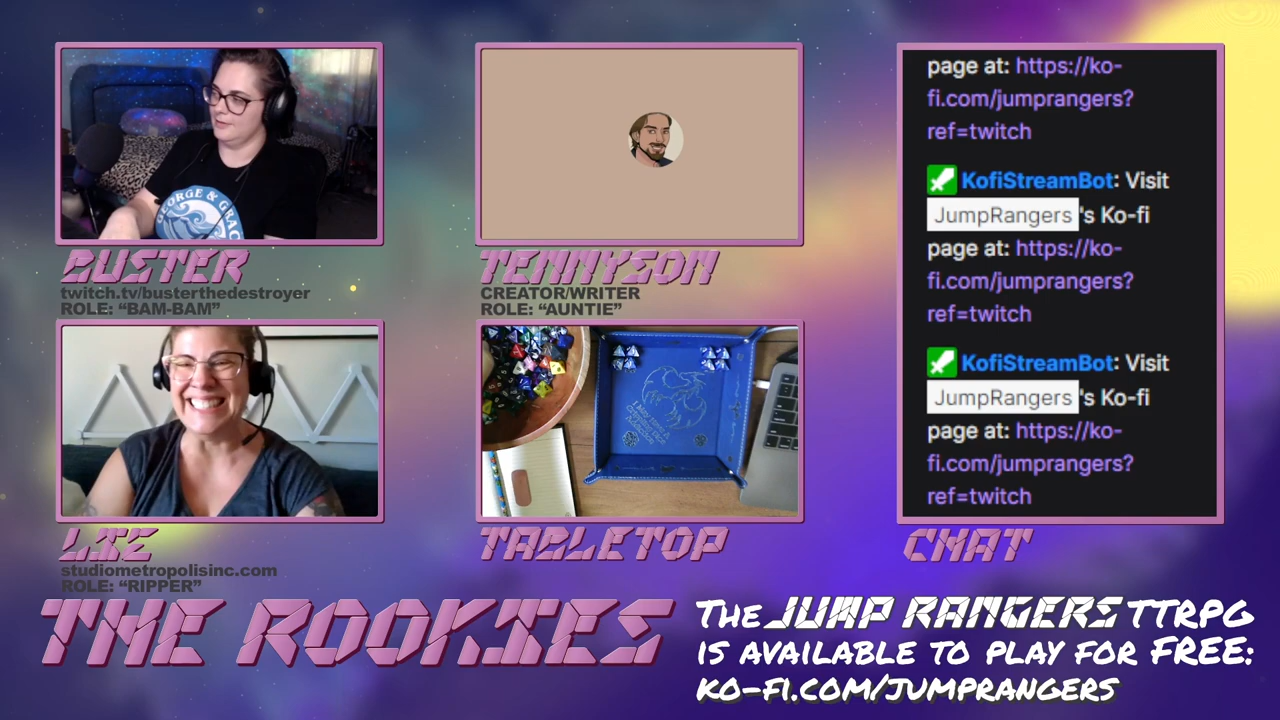 GEORGE & GRAC
BUSTER
twitch.tv/busterthedestroyer
ROLE: “BAM-BAM”
TENNYSON
CREATOR/WRITER
ROLE: “AUNTIE”
LIZ
studiometropolisinc.com
ROLE: “RIPPER”
TABLETOP
page at: https://ko-
fi.com/jumprangers?
ref=twitch
KofiStreamBot: Visit
JumpRangers's Ko-fi
page at: https://ko-
fi.com/jumprangers?
ref=twitch
KofiStreamBot: Visit
JumpRangers's Ko-fi
page at: https://ko-
fi.com/jumprangers?
ref=twitch
CHAT
THE ROOKIES
THE JUMP RANGERS TTRPG
IS AVAILABLE TO PLAY FOR FREE:
KO-FI.COM/JUMPRANGERS